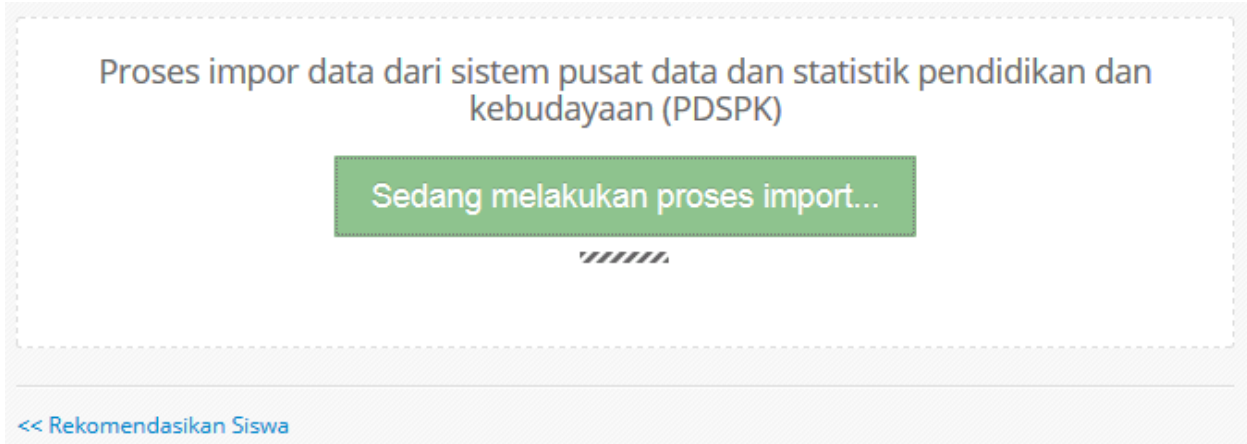 Proses impor data dari sistem pusat data dan statistik pendidikan dan
kebudayaan (PDSPK)
Sedang melakukan proses import...
<< Rekomendasikan Siswa